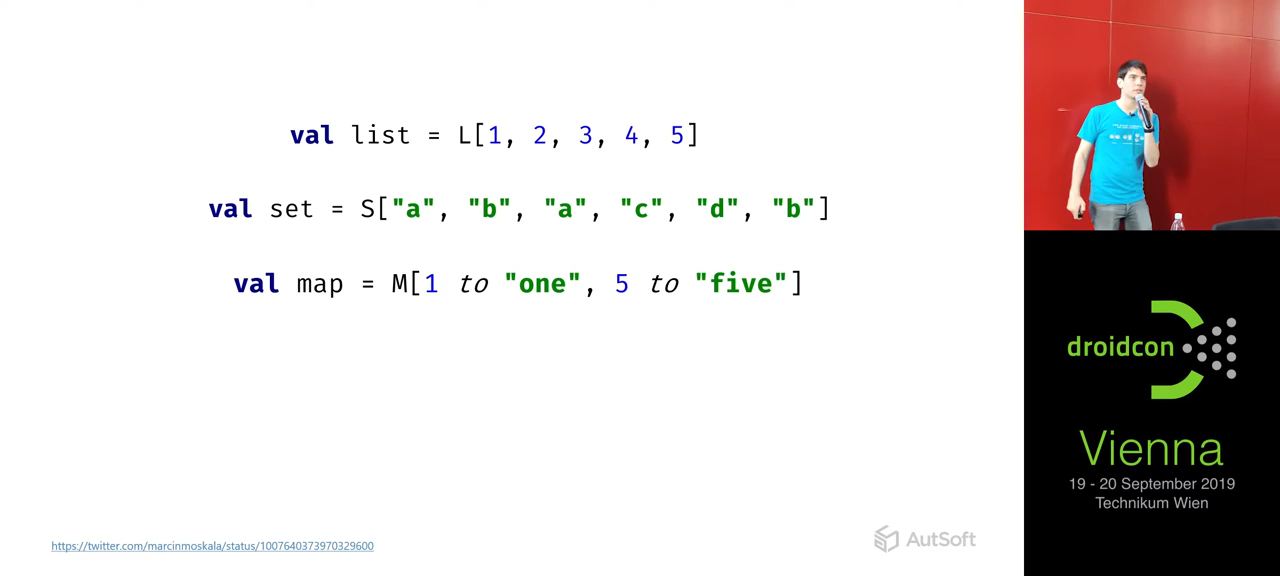 val list = L[1, 2, 3, 4, 5]
val set = S["a", "b", "a", "c", "d", "b"]
val map = M[1 to "one", 5 to "five"]
https://twitter.com/marcinmoskala/status/1007640373970329600
AutSoft
droidcon
Vienna
19 - 20 September 2019
Technikum Wien